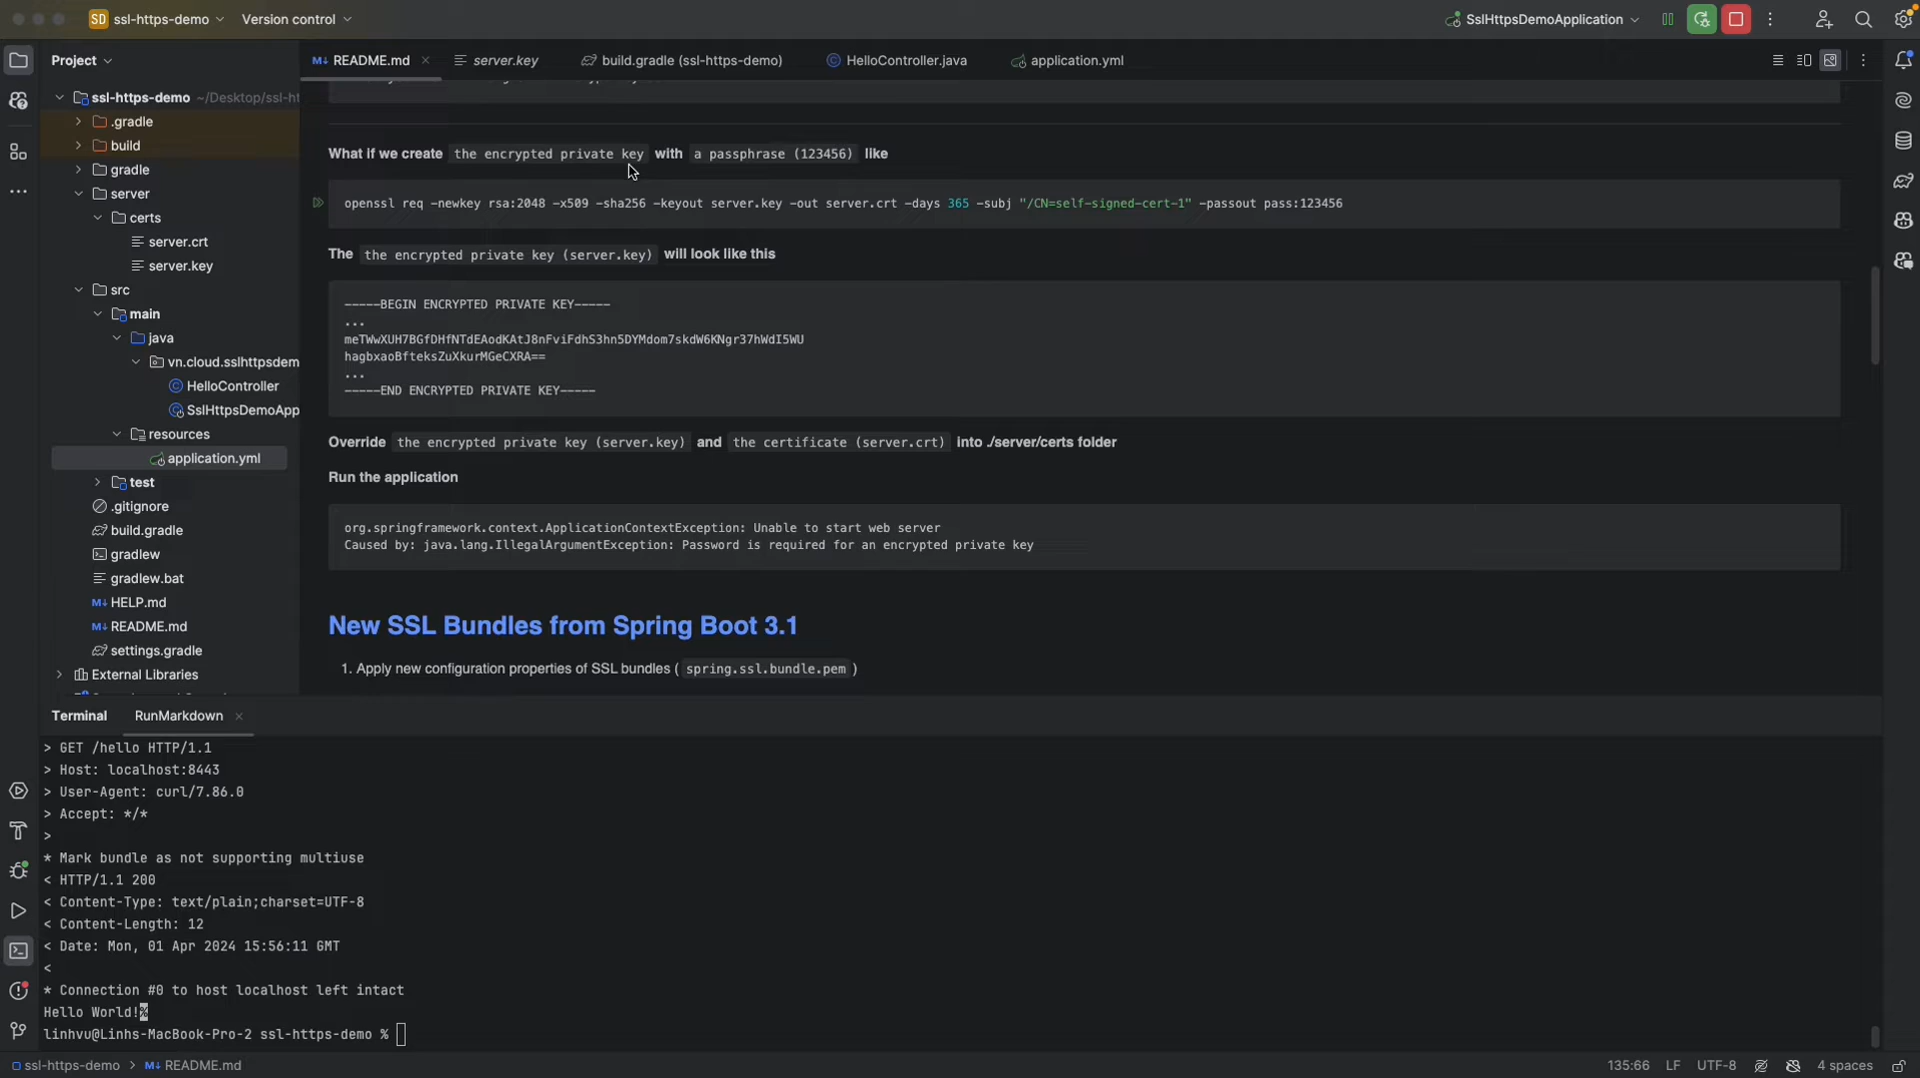 SD ssl-https-demo Version control SslHttpsDemoApplication
Project README.md server.key build.gradle (ssl-https-demo) HelloController.java application.yml
ssl-https-demo ~/Desktop/ssl-ht
.gradle
build
gradle
server
certs
server.crt
server.key
src
main
java
vn.cloud.sslhttpsdem
HelloController
SslHttpsDemoApp
resources
application.yml
test
.gitignore
build.gradle
gradlew
gradlew.bat
HELP.md
README.md
settings.gradle
External Libraries
What if we create the encrypted private key with a passphrase (123456) like
openssl req -newkey rsa:2048 -x509 -sha256 -keyout server.key -out server.crt -days 365 -subj "/CN=self-signed-cert-1" -passout pass:123456
The the encrypted private key (server.key) will look like this
-----BEGIN ENCRYPTED PRIVATE KEY-----
...
meTWwXUH7BGfDHfNTdEAodKAtJ8nFviFdhS3hn5DYMdom7skdW6KNgr37hWdI5WU
hagbxaoBfteksZuXkurMGeCXRA==
...
-----END ENCRYPTED PRIVATE KEY-----
Override the encrypted private key (server.key) and the certificate (server.crt) into ./server/certs folder
Run the application
org.springframework.context.ApplicationContextException: Unable to start web server
Caused by: java.lang.IllegalArgumentException: Password is required for an encrypted private key
New SSL Bundles from Spring Boot 3.1
1. Apply new configuration properties of SSL bundles ( spring.ssl.bundle.pem )
Terminal RunMarkdown
> GET /hello HTTP/1.1
> Host: localhost:8443
> User-Agent: curl/7.86.0
> Accept: */*
>
* Mark bundle as not supporting multiuse
< HTTP/1.1 200
< Content-Type: text/plain;charset=UTF-8
< Content-Length: 12
< Date: Mon, 01 Apr 2024 15:56:11 GMT
<
* Connection #0 to host localhost left intact
Hello World!%
linhvu@Linhs-MacBook-Pro-2 ssl-https-demo %
ssl-https-demo > README.md 135:66 LF UTF-8 4 spaces